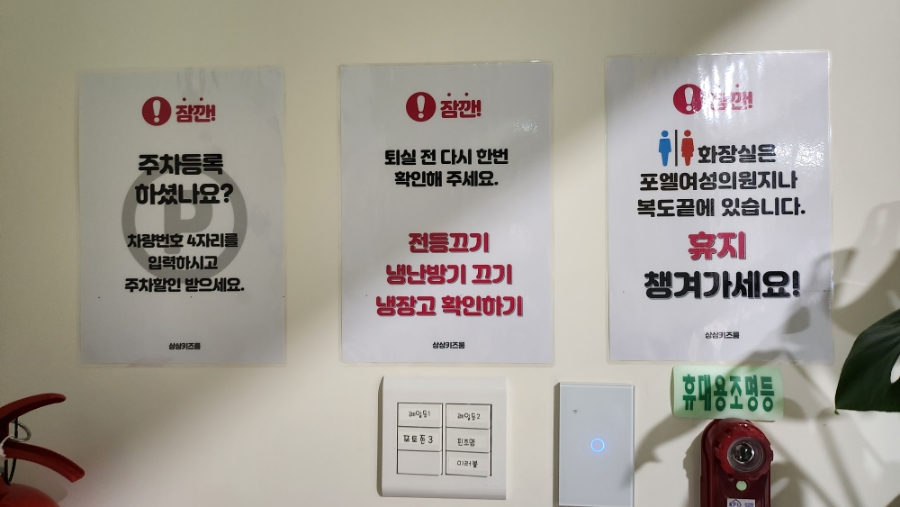 잠깐!
주차등록
하셨나요?
차량번호 4자리를
입력하시고
주차할인 받으세요.
상상키즈룸
잠깐!
퇴실 전 다시 한번
확인해 주세요.
전등끄기
냉난방기 끄기
냉장고 확인하기
상상키즈룸
잠깐!
화장실은
포엘여성의원지나
복도끝에 있습니다.
휴지
챙겨가세요!
상상키즈룸
레일등1
레일등2
포토존 3
핀조명
미러볼
휴대용조명등